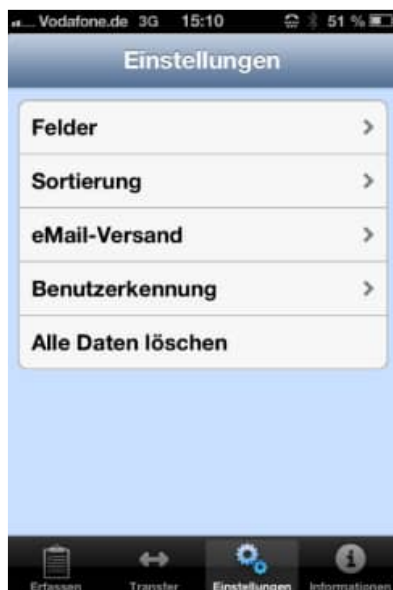 Vodafone.de 3G 15:10 51 %
Einstellungen
Felder
Sortierung
eMail-Versand
Benutzerkennung
Alle Daten löschen
Erfassen Transfer Einstellungen Informationen